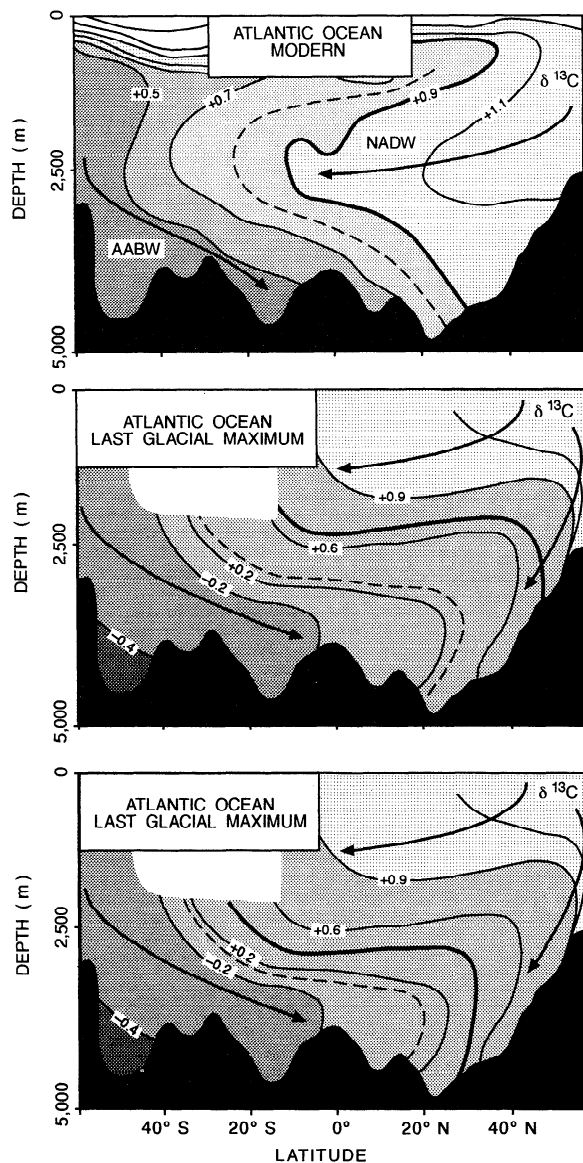 0
2,500
5,000
DEPTH (m)
ATLANTIC OCEAN
MODERN
+0.5
+0.7
+0.9
+1.1
δ 13C
NADW
AABW
0
2,500
5,000
DEPTH (m)
ATLANTIC OCEAN
LAST GLACIAL MAXIMUM
δ 13C
+0.9
+0.6
+0.2
−0.2
−0.4
0
2,500
5,000
DEPTH (m)
ATLANTIC OCEAN
LAST GLACIAL MAXIMUM
δ 13C
+0.9
+0.6
+0.2
−0.2
−0.4
40° S 20° S 0° 20° N 40° N
LATITUDE